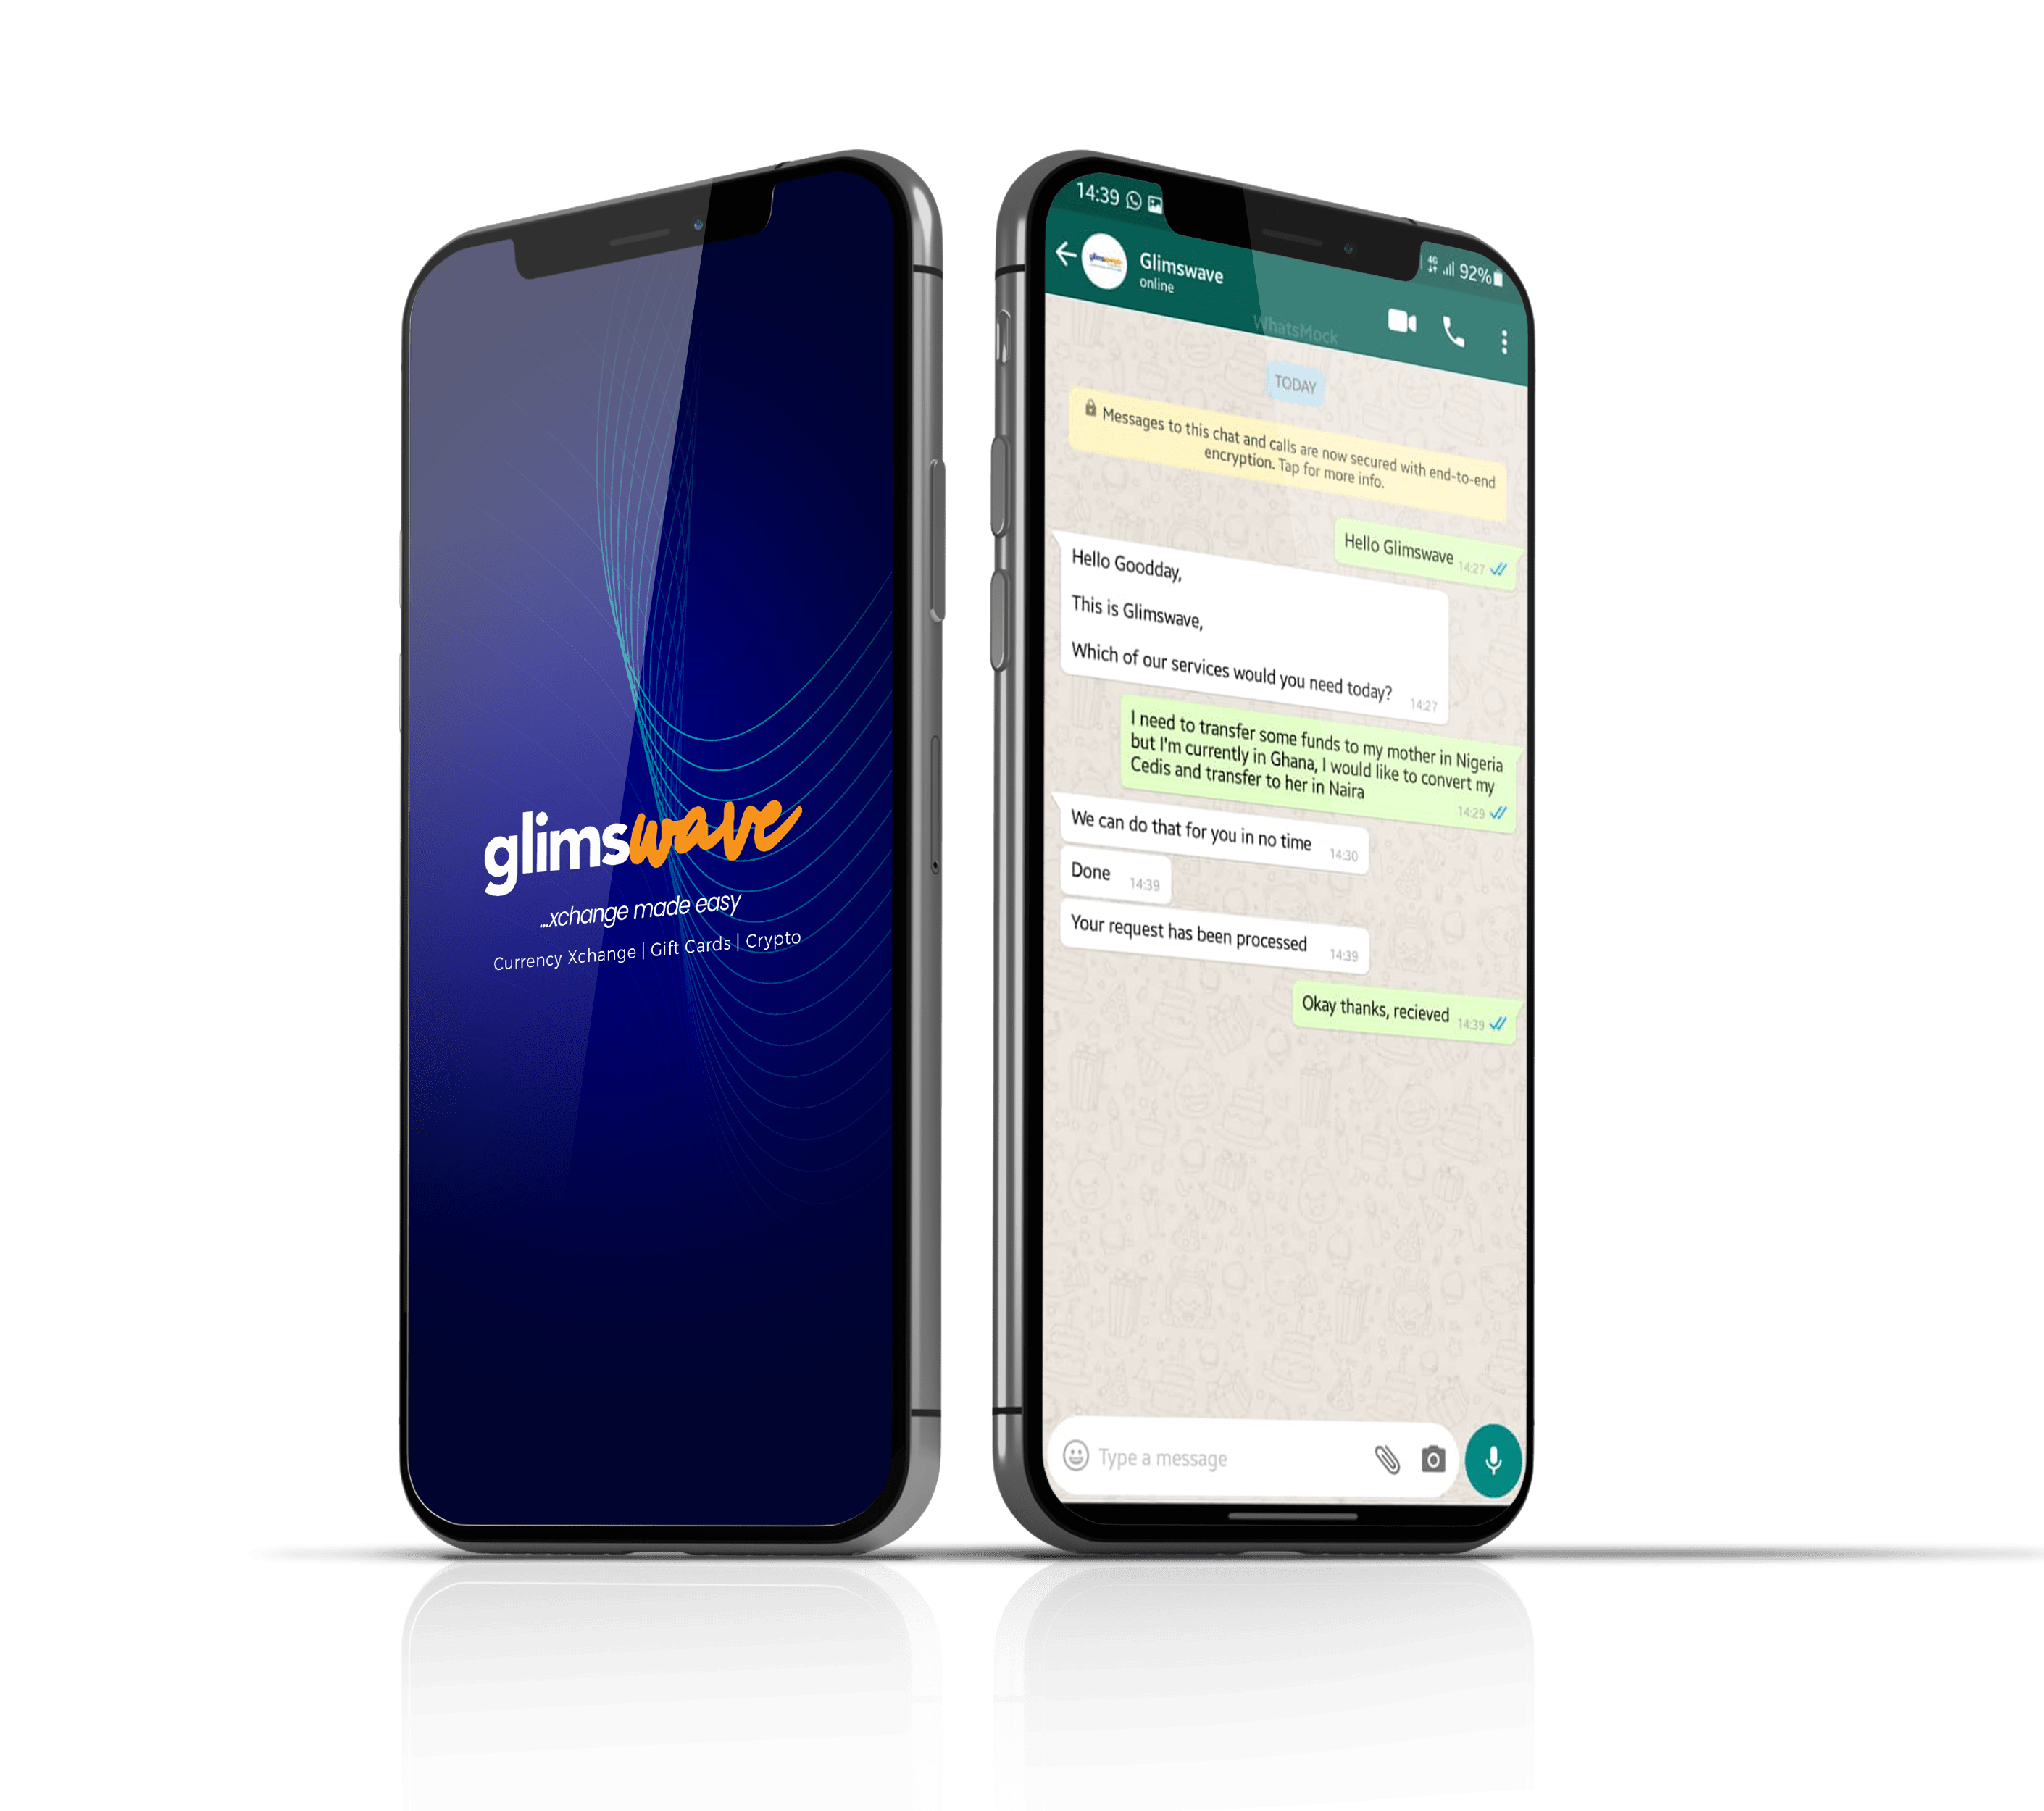 glimswave
...xchange made easy
Currency Xchange | Gift Cards | Crypto
14:39
4G
92%
Glimswave
online
WhatsMock
TODAY
Messages to this chat and calls are now secured with end-to-end
encryption. Tap for more info.
Hello Glimswave 14:27
Hello Goodday,
This is Glimswave,
Which of our services would you need today? 14:27
I need to transfer some funds to my mother in Nigeria
but I'm currently in Ghana, I would like to convert my
Cedis and transfer to her in Naira
14:29
We can do that for you in no time 14:30
Done 14:39
Your request has been processed 14:39
Okay thanks, recieved 14:39
Type a message